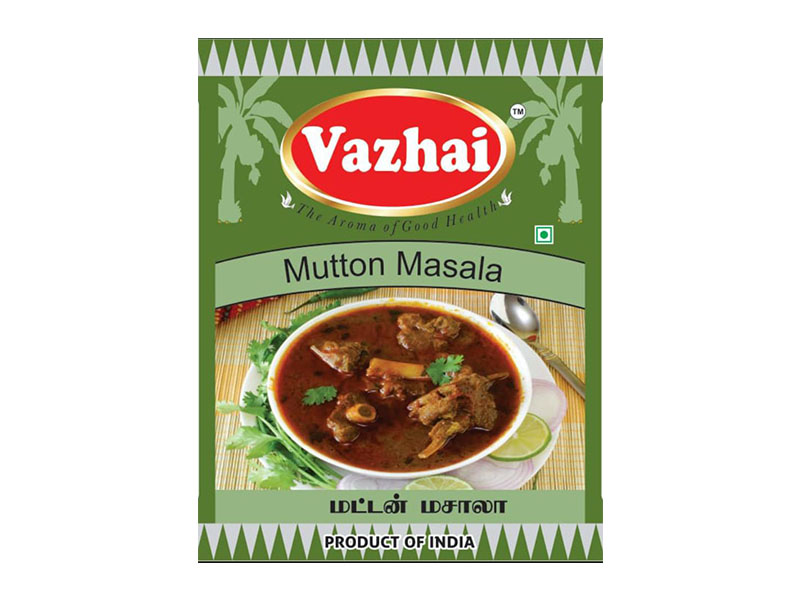 Vazhai
TM
The Aroma of Good Health
Mutton Masala
மட்டன் மசாலா
PRODUCT OF INDIA